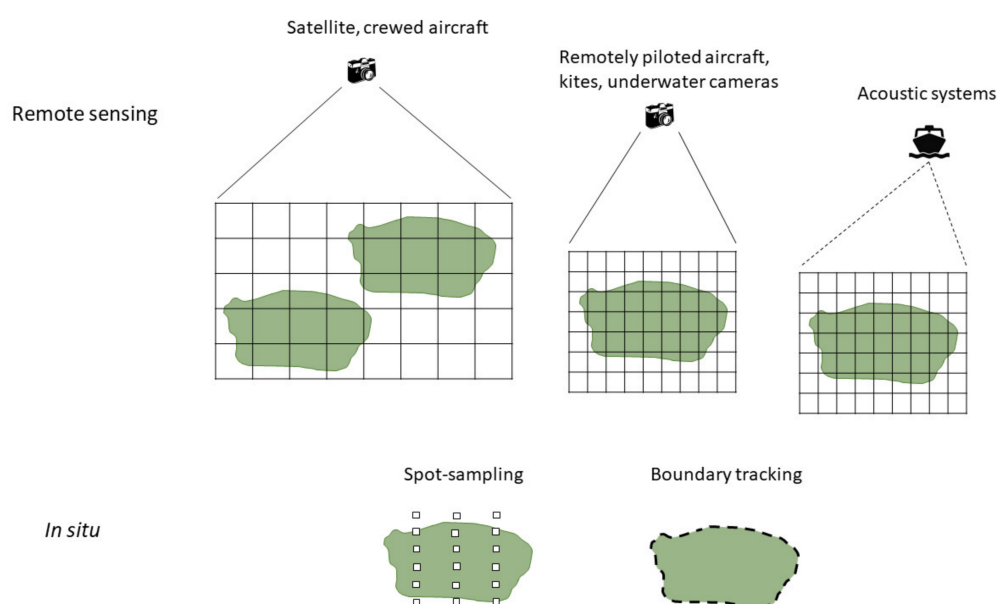 Satellite, crewed aircraft
Remotely piloted aircraft,
kites, underwater cameras
Acoustic systems
Remote sensing
Spot-sampling
Boundary tracking
In situ